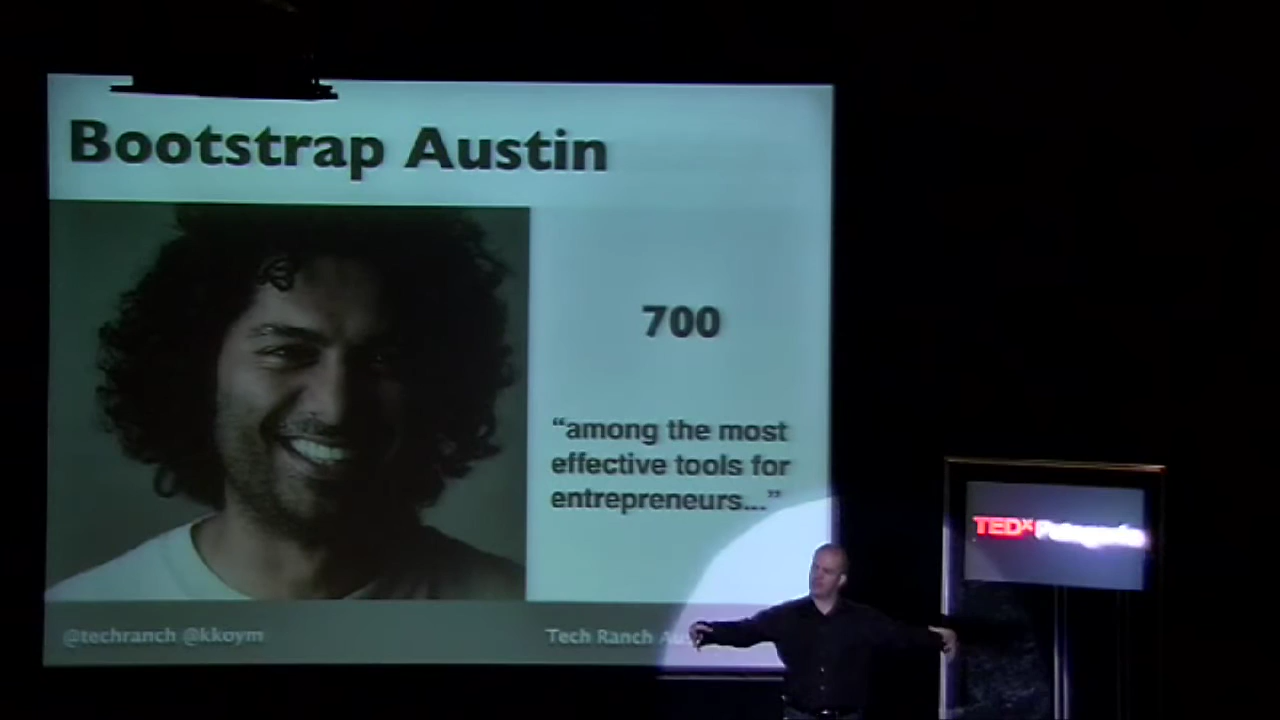 Bootstrap Austin
700
“among the most
effective tools for
entrepreneurs...”
@techranch @kkoym
Tech Ranch
TEDx